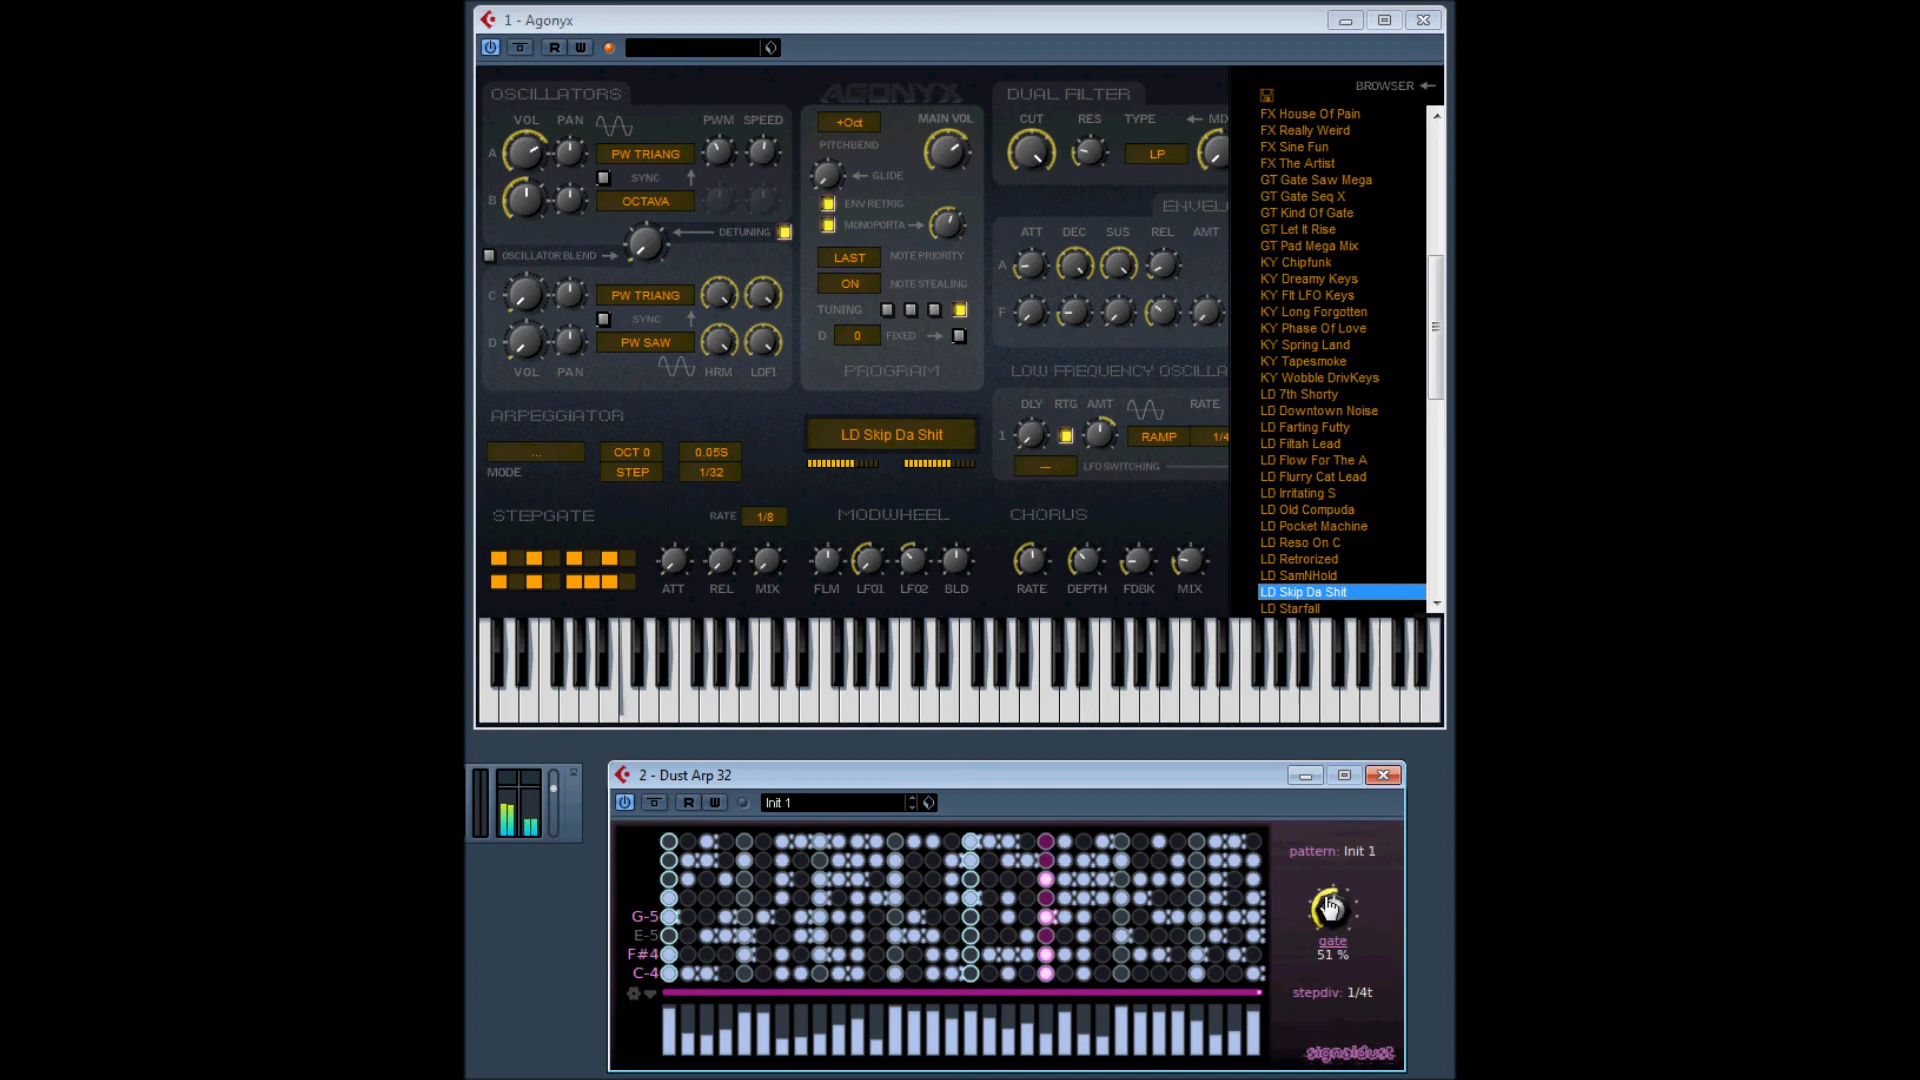 1 - Agonyx
R W
OSCILLATORS
VOL PAN PWM SPEED
A PW TRIANG
SYNC
B OCTAVA
DETUNING
OSCILLATOR BLEND
C PW TRIANG
SYNC
D PW SAW
VOL PAN HRM LOFI
AGONYX
+Oct MAIN VOL
PITCHBEND
GLIDE
ENV RETRIG
MONOPORTA
LAST NOTE PRIORITY
ON NOTE STEALING
TUNING
D 0 FIXED
PROGRAM
DUAL FILTER
CUT RES TYPE MIX
LP
ENVEL
ATT DEC SUS REL AMT
A
F
LOW FREQUENCY OSCILLA
DLY RTG AMT RATE
1 RAMP 1/4
--- LFO SWITCHING
ARPEGGIATOR
... OCT 0 0.05S
MODE STEP 1/32
LD Skip Da Shit
STEPGATE RATE 1/8
ATT REL MIX
MODWHEEL
FLM LFO1 LFO2 BLD
CHORUS
RATE DEPTH FDBK MIX
BROWSER
FX House Of Pain
FX Really Weird
FX Sine Fun
FX The Artist
GT Gate Saw Mega
GT Gate Seq X
GT Kind Of Gate
GT Let It Rise
GT Pad Mega Mix
KY Chipfunk
KY Dreamy Keys
KY Flt LFO Keys
KY Long Forgotten
KY Phase Of Love
KY Spring Land
KY Tapesmoke
KY Wobble DrivKeys
LD 7th Shorty
LD Downtown Noise
LD Farting Futty
LD Filtah Lead
LD Flow For The A
LD Flurry Cat Lead
LD Irritating S
LD Old Compuda
LD Pocket Machine
LD Reso On C
LD Retrorized
LD SamNHold
LD Skip Da Shit
LD Starfall
2 - Dust Arp 32
R W Init 1
G-5
E-5
F#4
C-4
pattern: Init 1
gate
51 %
stepdiv: 1/4t
signaldust